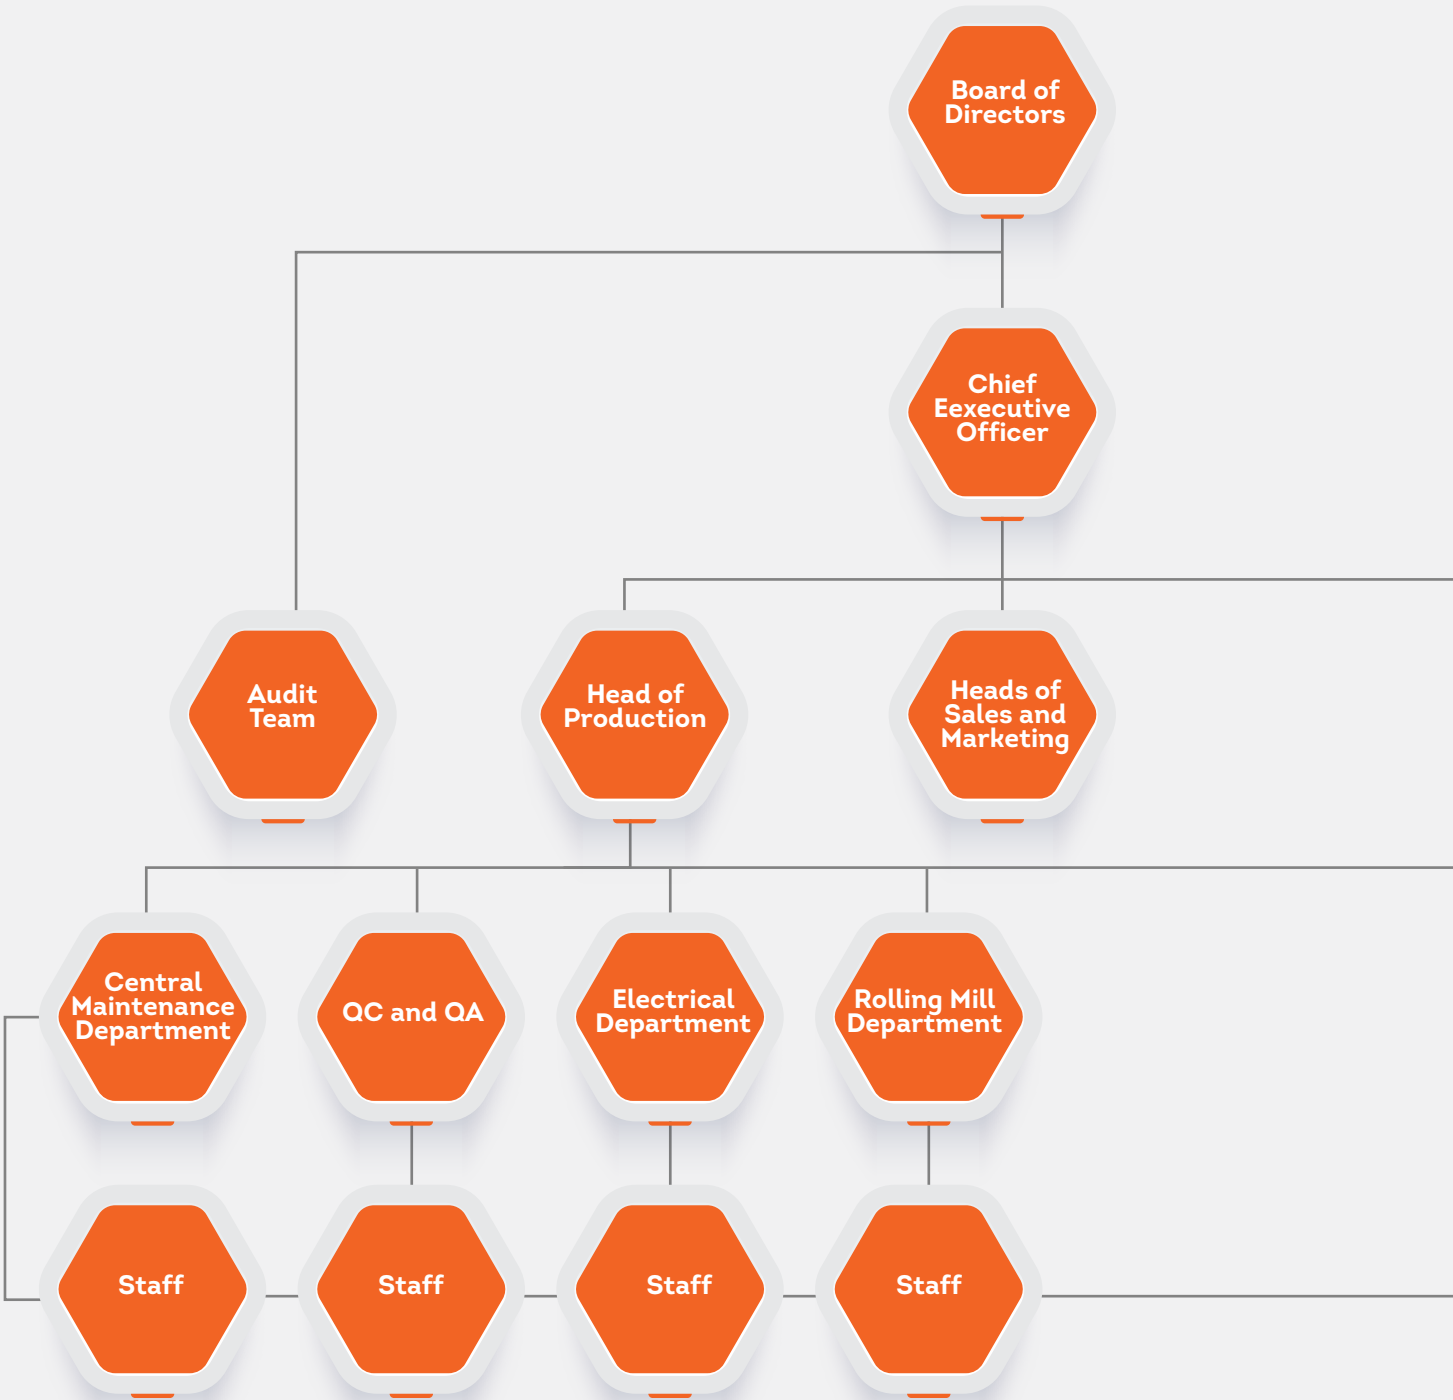 Board of
Directors
Chief
Eexecutive
Officer
Audit
Team
Head of
Production
Heads of
Sales and
Marketing
Central
Maintenance
Department
QC and QA
Electrical
Department
Rolling Mill
Department
Staff
Staff
Staff
Staff